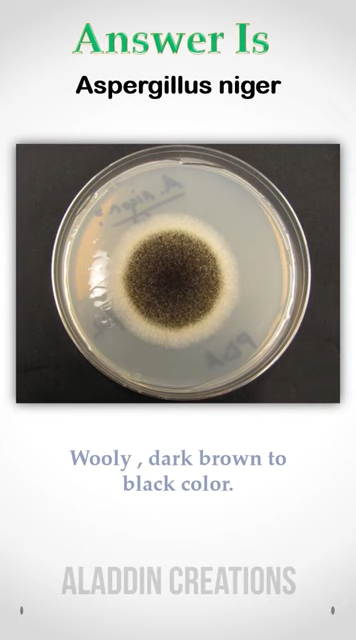 Answer Is
Aspergillus niger
A. niger?
PDA
Wooly , dark brown to
black color.
ALADDIN CREATIONS